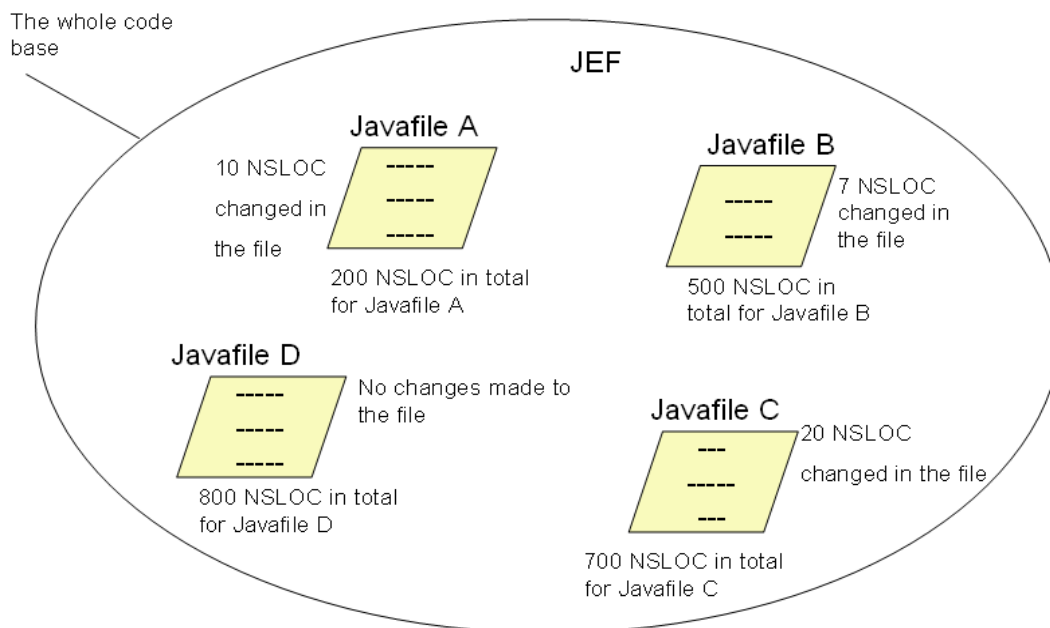 The whole code
base
JEF
Javafile A
10 NSLOC
changed in
the file
-----
-----
-----
200 NSLOC in total
for Javafile A
Javafile B
7 NSLOC
changed in
the file
-----
-----
500 NSLOC in
total for Javafile B
Javafile D
No changes made to
the file
-----
-----
-----
800 NSLOC in total
for Javafile D
Javafile C
20 NSLOC
changed in the file
---
-----
---
700 NSLOC in total
for Javafile C